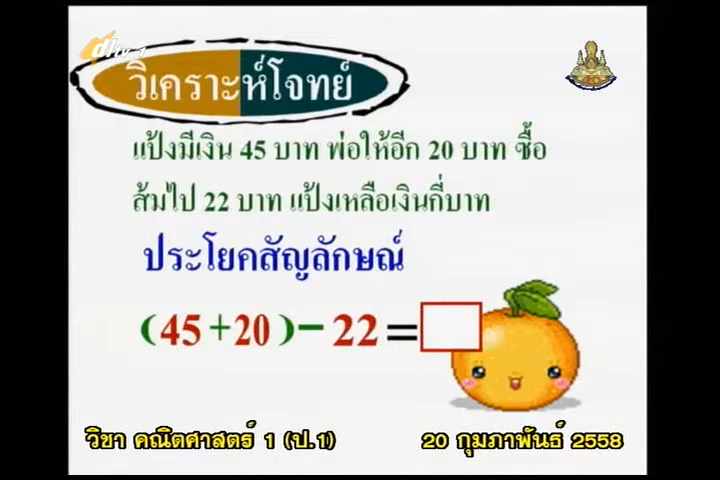 วิเคราะห์โจทย์
แป้งมีเงิน 45 บาท พ่อให้อีก 20 บาท ซื้อ
ส้มไป 22 บาท แป้งเหลือเงินกี่บาท
ประโยคสัญลักษณ์
(45+20)-22=
วิชา คณิตศาสตร์ 1 (ป.1)
20 กุมภาพันธ์ 2558